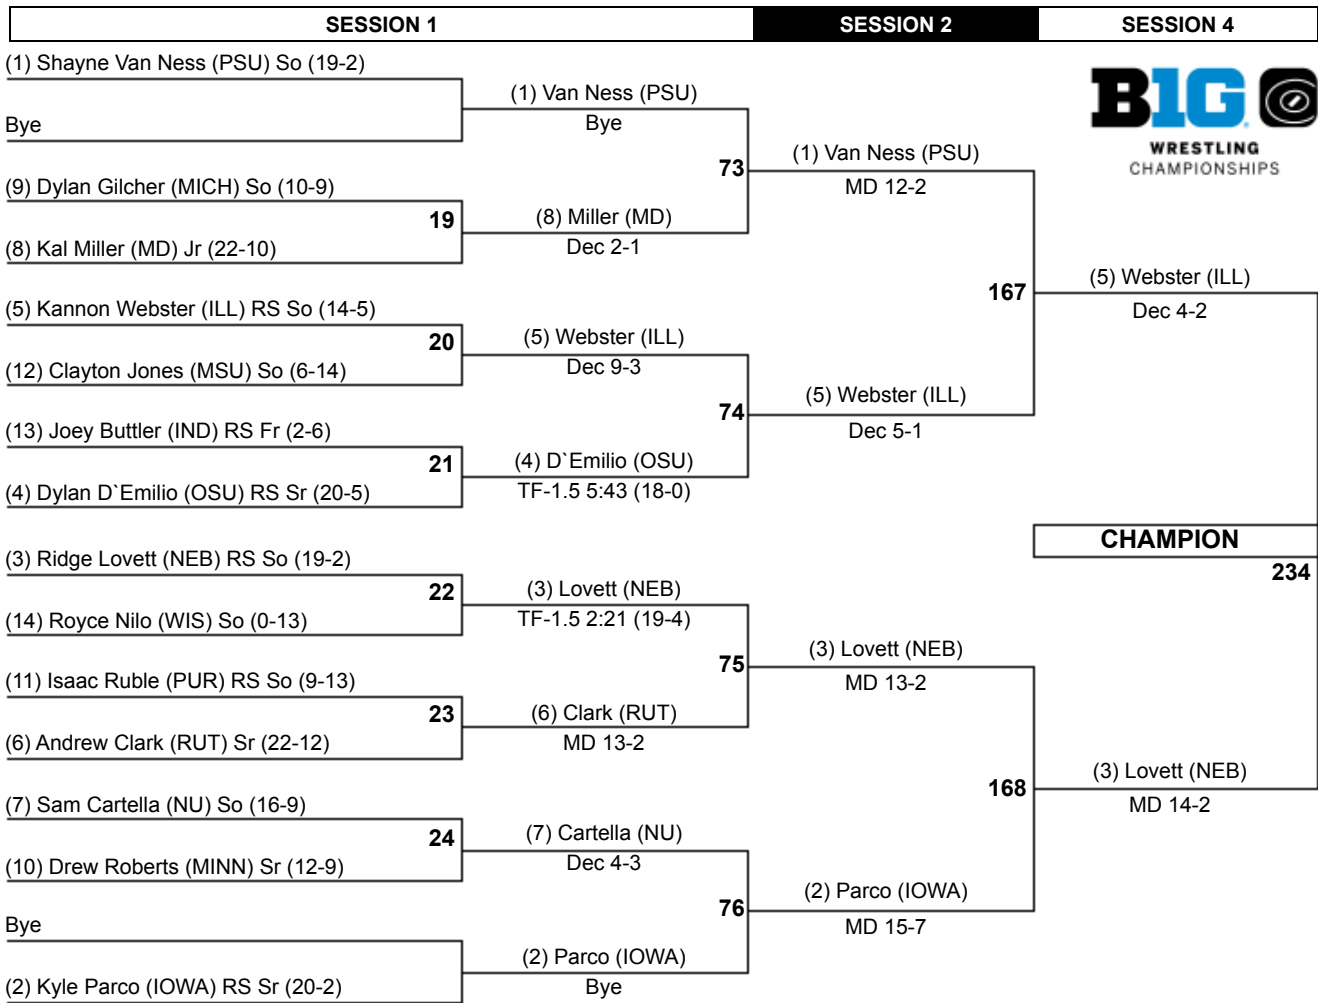 SESSION 1
SESSION 2
SESSION 4
(1) Shayne Van Ness (PSU) So (19-2)
Bye
(9) Dylan Gilcher (MICH) So (10-9)
19
(8) Kal Miller (MD) Jr (22-10)
(5) Kannon Webster (ILL) RS So (14-5)
20
(12) Clayton Jones (MSU) So (6-14)
(13) Joey Buttler (IND) RS Fr (2-6)
21
(4) Dylan D`Emilio (OSU) RS Sr (20-5)
(3) Ridge Lovett (NEB) RS So (19-2)
22
(14) Royce Nilo (WIS) So (0-13)
(11) Isaac Ruble (PUR) RS So (9-13)
23
(6) Andrew Clark (RUT) Sr (22-12)
(7) Sam Cartella (NU) So (16-9)
24
(10) Drew Roberts (MINN) Sr (12-9)
Bye
(2) Kyle Parco (IOWA) RS Sr (20-2)
(1) Van Ness (PSU)
Bye
73
(8) Miller (MD)
Dec 2-1
(5) Webster (ILL)
Dec 9-3
74
(4) D`Emilio (OSU)
TF-1.5 5:43 (18-0)
(3) Lovett (NEB)
TF-1.5 2:21 (19-4)
75
(6) Clark (RUT)
MD 13-2
(7) Cartella (NU)
Dec 4-3
76
(2) Parco (IOWA)
Bye
(1) Van Ness (PSU)
MD 12-2
167
(5) Webster (ILL)
Dec 5-1
(3) Lovett (NEB)
MD 13-2
168
(2) Parco (IOWA)
MD 15-7
B1G
WRESTLING
CHAMPIONSHIPS
(5) Webster (ILL)
Dec 4-2
CHAMPION
234
(3) Lovett (NEB)
MD 14-2